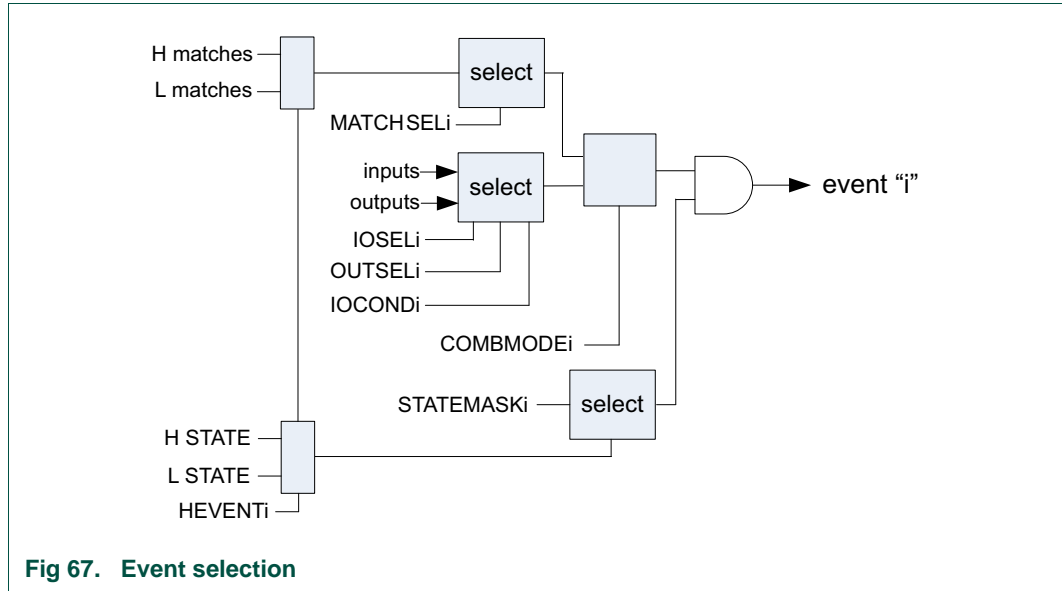 H matches
L matches
select
MATCHSELi
inputs
outputs
select
IOSELi
OUTSELi
IOCONDi
event “i”
COMBMODEi
STATEMASKi
select
H STATE
L STATE
HEVENTi
Fig 67. Event selection